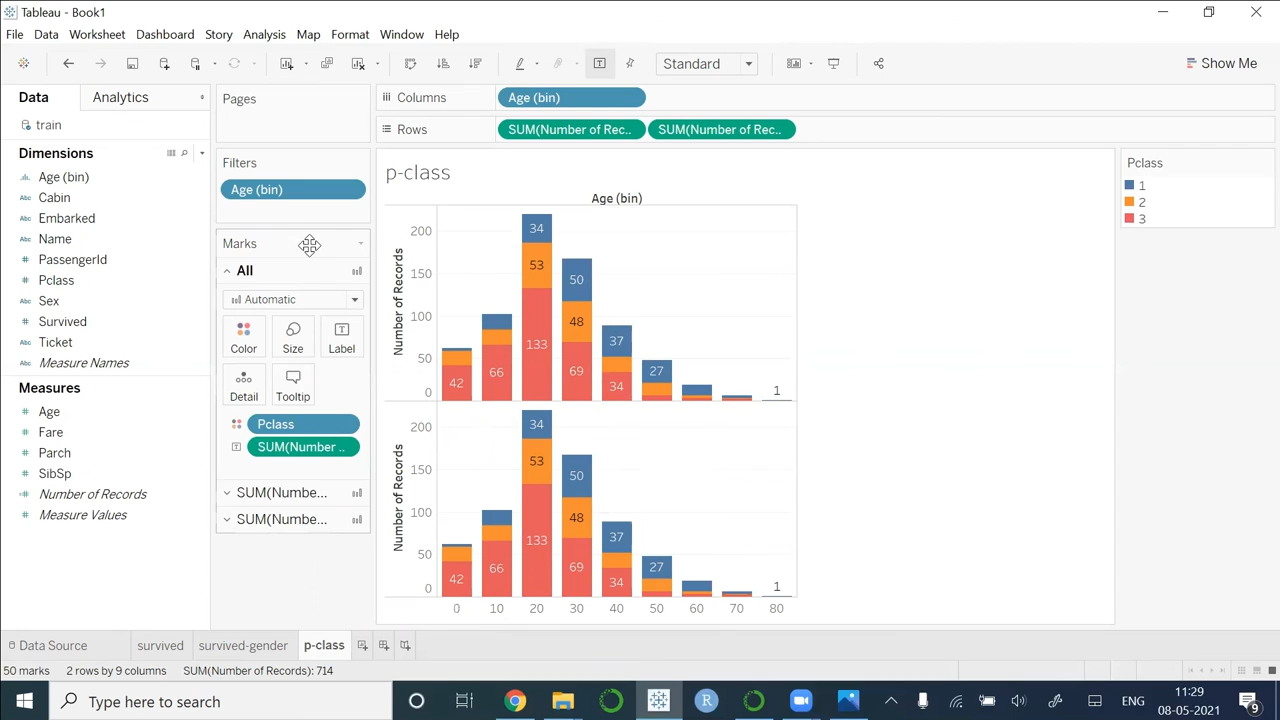 Tableau - Book1
File Data Worksheet Dashboard Story Analysis Map Format Window Help
Standard
Show Me
Data Analytics
train
Dimensions
Age (bin)
Abc Cabin
Abc Embarked
Abc Name
# PassengerId
# Pclass
Abc Sex
# Survived
Abc Ticket
Abc Measure Names
Measures
# Age
# Fare
# Parch
# SibSp
Number of Records
# Measure Values
Pages
Filters
Age (bin)
Marks
All
Automatic
Color Size Label
Detail Tooltip
Pclass
SUM(Number ..
SUM(Numbe...
SUM(Numbe...
Columns Age (bin)
Rows SUM(Number of Rec.. SUM(Number of Rec..
p-class
Age (bin)
Number of Records
200
150
100
50
0
42 66 133 53 34 69 48 50 34 37 27 1
Number of Records
200
150
100
50
0
42 66 133 53 34 69 48 50 34 37 27 1
0 10 20 30 40 50 60 70 80
Pclass
1
2
3
Data Source survived survived-gender p-class
50 marks 2 rows by 9 columns SUM(Number of Records): 714
Type here to search
R
ENG
11:29
08-05-2021
9